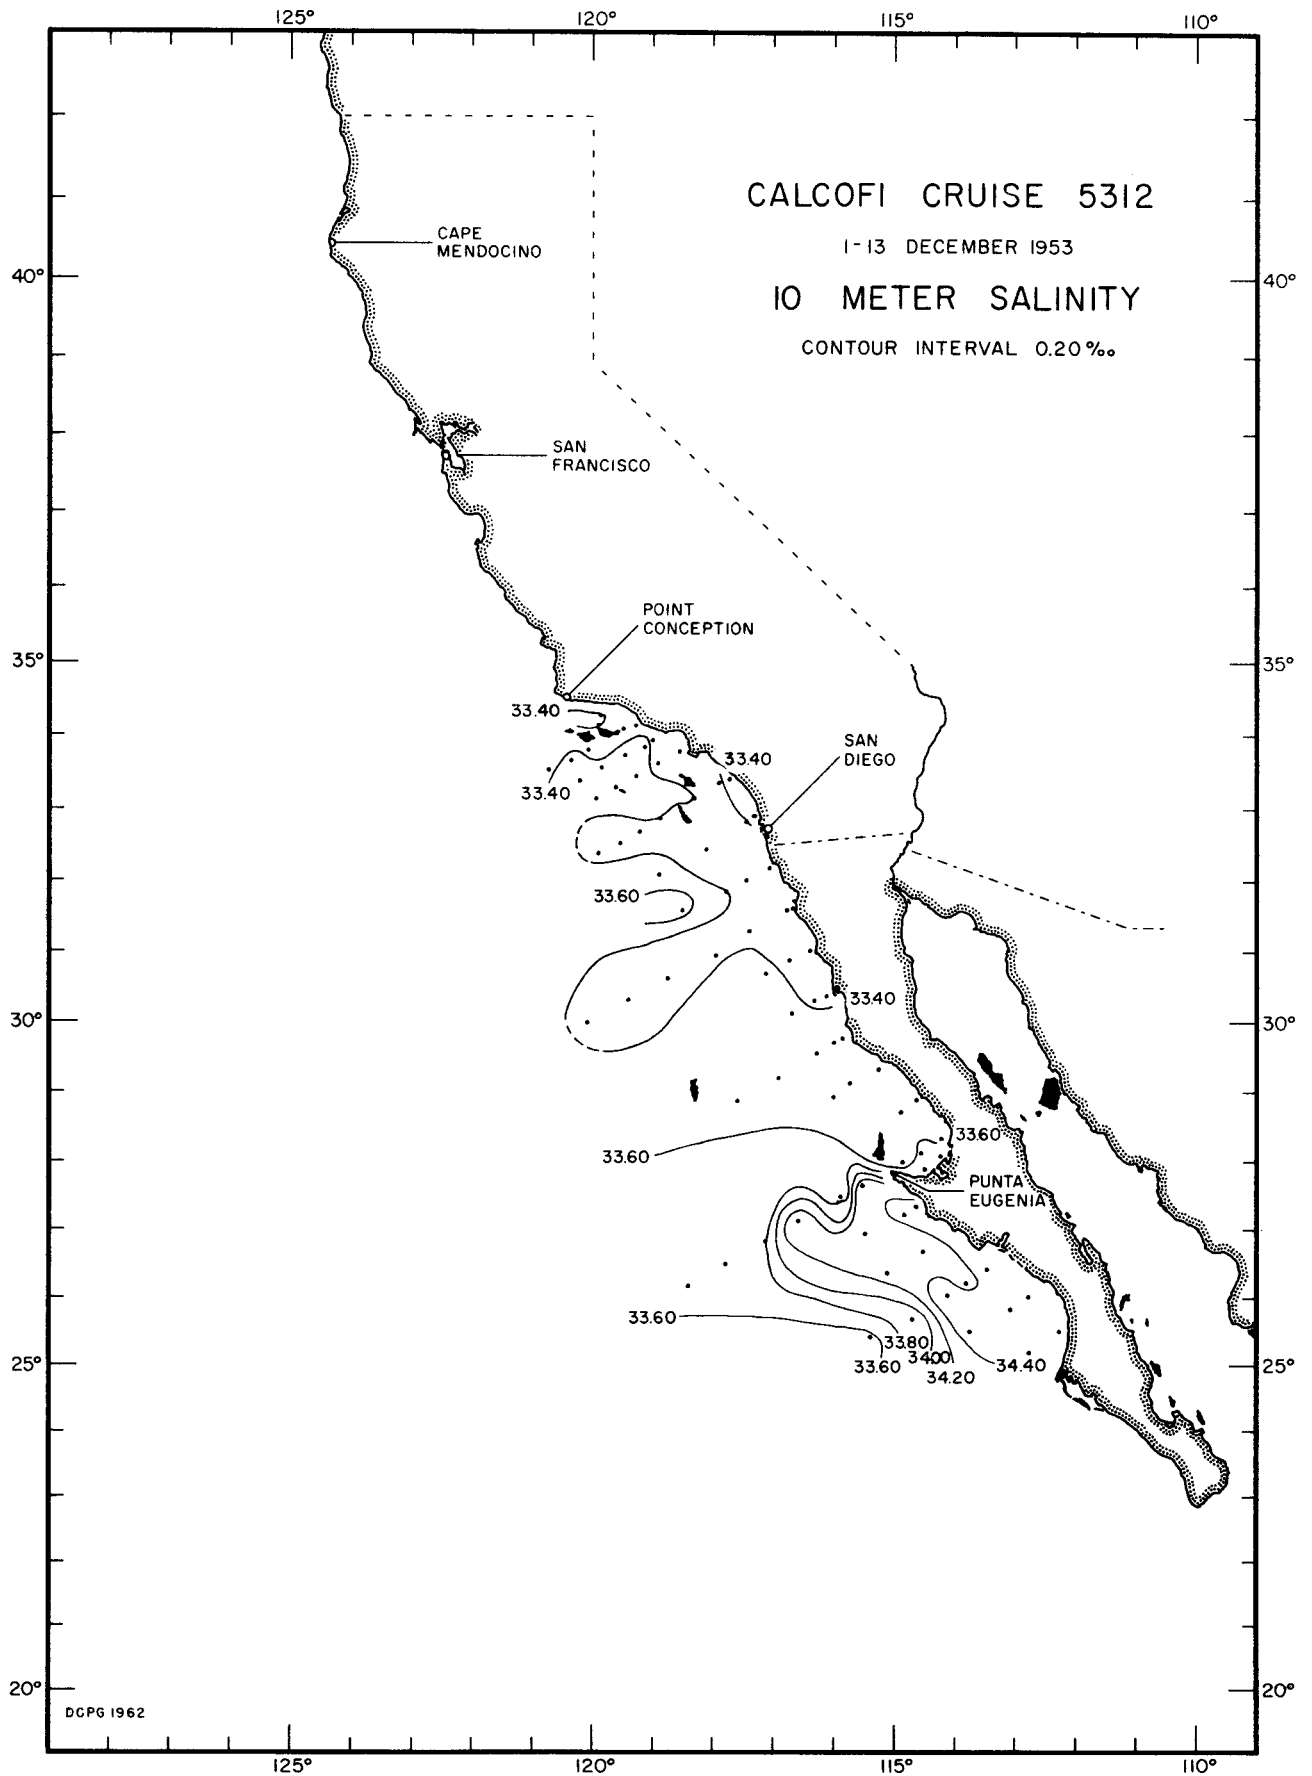 125° 120° 115° 110°
CALCOFI CRUISE 5312
1-13 DECEMBER 1953
10 METER SALINITY
CONTOUR INTERVAL 0.20‰
CAPE
MENDOCINO
40° 40°
SAN
FRANCISCO
POINT
CONCEPTION
35° 35°
33.40
SAN
DIEGO
33.40
33.40
33.60
33.40
30° 30°
33.60
33.60
PUNTA
EUGENIA
33.60
33.80
34.00
33.60
34.20
34.40
25° 25°
20° 20°
DCPG 1962
125° 120° 115° 110°